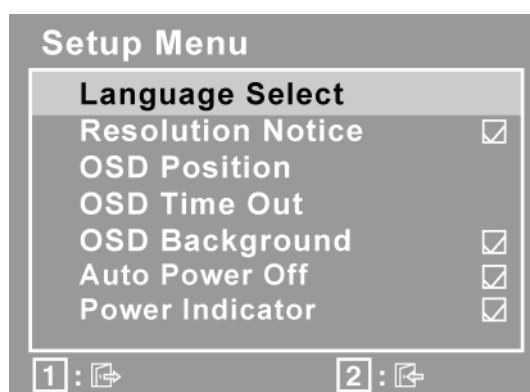 Setup Menu
Language Select
Resolution Notice
OSD Position
OSD Time Out
OSD Background
Auto Power Off
Power Indicator
1 : 2 :